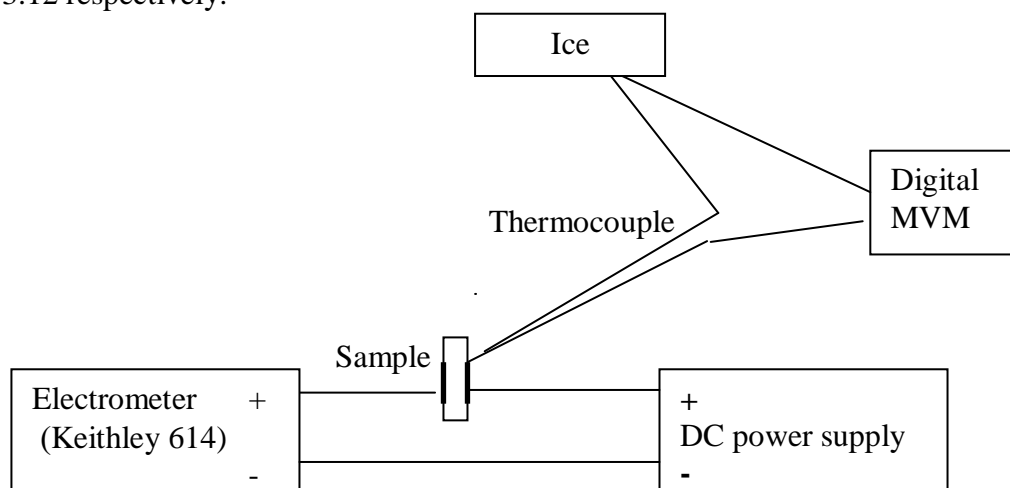 3.12 respectively.
Ice
Digital
MVM
Thermocouple
Sample
Electrometer +
(Keithley 614)
-
+
DC power supply
-